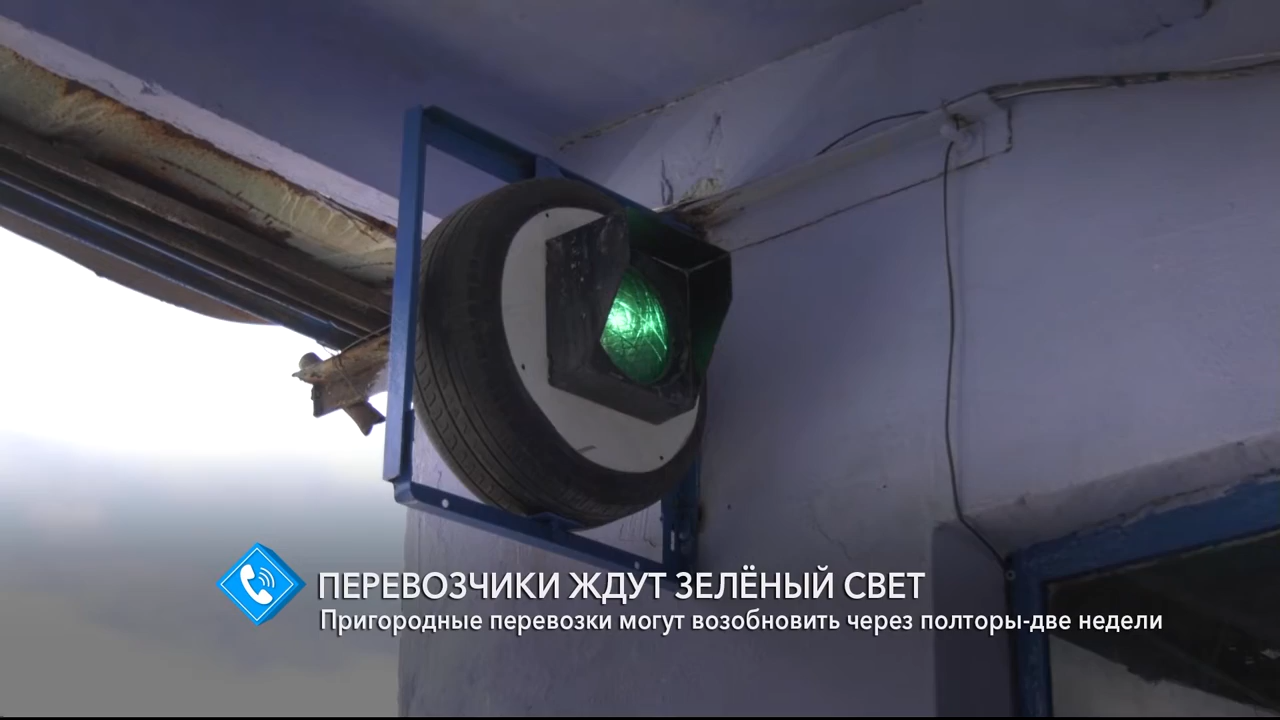 ПЕРЕВОЗЧИКИ ЖДУТ ЗЕЛЁНЫЙ СВЕТ
Пригородные перевозки могут возобновить через полторы-две недели